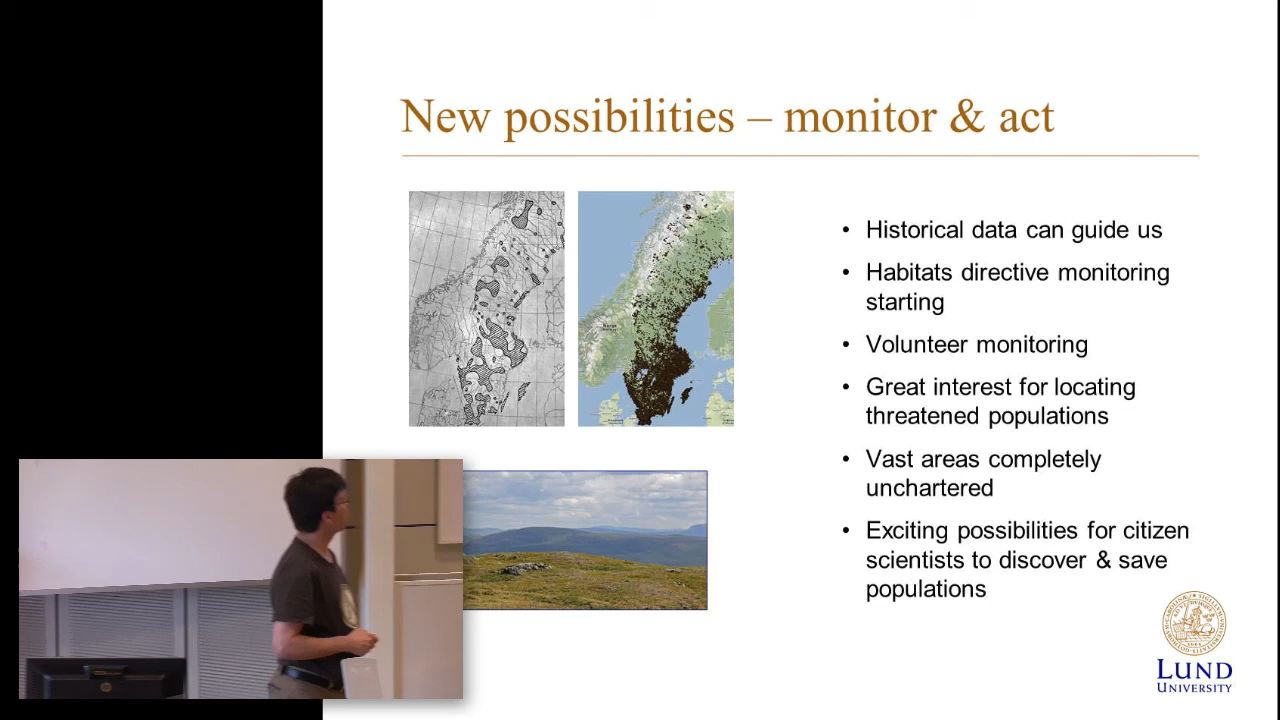 New possibilities – monitor & act
• Historical data can guide us
• Habitats directive monitoring
starting
• Volunteer monitoring
• Great interest for locating
threatened populations
• Vast areas completely
unchartered
• Exciting possibilities for citizen
scientists to discover & save
populations
LUND
UNIVERSITY